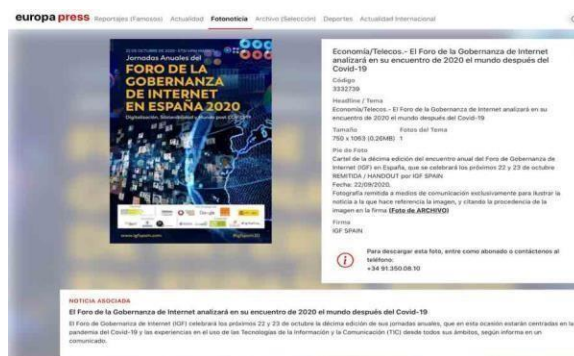 europa press Reportajes (Famosos) Actualidad Fotonoticia Archivo (Selección) Deportes Actualidad Internacional
Jornadas Anuales del
FORO DE LA
GOBERNANZA
DE INTERNET
EN ESPAÑA 2020
Digitalización, Sostenibilidad y Mundo post COVID19
Google
www.igfspain.com
Economía/Telecos.- El Foro de la Gobernanza de Internet
analizará en su encuentro de 2020 el mundo después del
Covid-19
Código
3332739
Headline / Tema
Economía/Telecos.- El Foro de la Gobernanza de Internet analizará en su
encuentro de 2020 el mundo después del Covid-19
Tamaño Fotos del Tema
750 x 1063 (0.26MB) 1
Pie de Foto
Cartel de la décima edición del encuentro anual del Foro de Gobernanza de
Internet (IGF) España, que se celebrará los próximos 22 y 23 de octubre
REMITIDA / HANDOUT por IGF SPAIN
Fecha: 22/09/2020.
Fotografía remitida a medios de comunicación exclusivamente para ilustrar la
noticia a la que hace referencia la imagen, y citando la procedencia de la
imagen en la firma (Foto de ARCHIVO)
Firma
IGF SPAIN
Para descargar esta foto, entre como abonado o contáctenos al
teléfono:
+34 91.350.08.10
NOTICIA ASOCIADA
El Foro de la Gobernanza de Internet analizará en su encuentro de 2020 el mundo después del Covid-19
El Foro de Gobernanza de Internet (IGF) celebrará los próximos 22 y 23 de octubre la décima edición de sus jornadas anuales, que en esta ocasión estarán centradas en la
pandemia del Covid-19 y las experiencias en el uso de las Tecnologías de la Información y la Comunicación (TIC) desde todos sus ámbitos, según informa en un
comunicado.